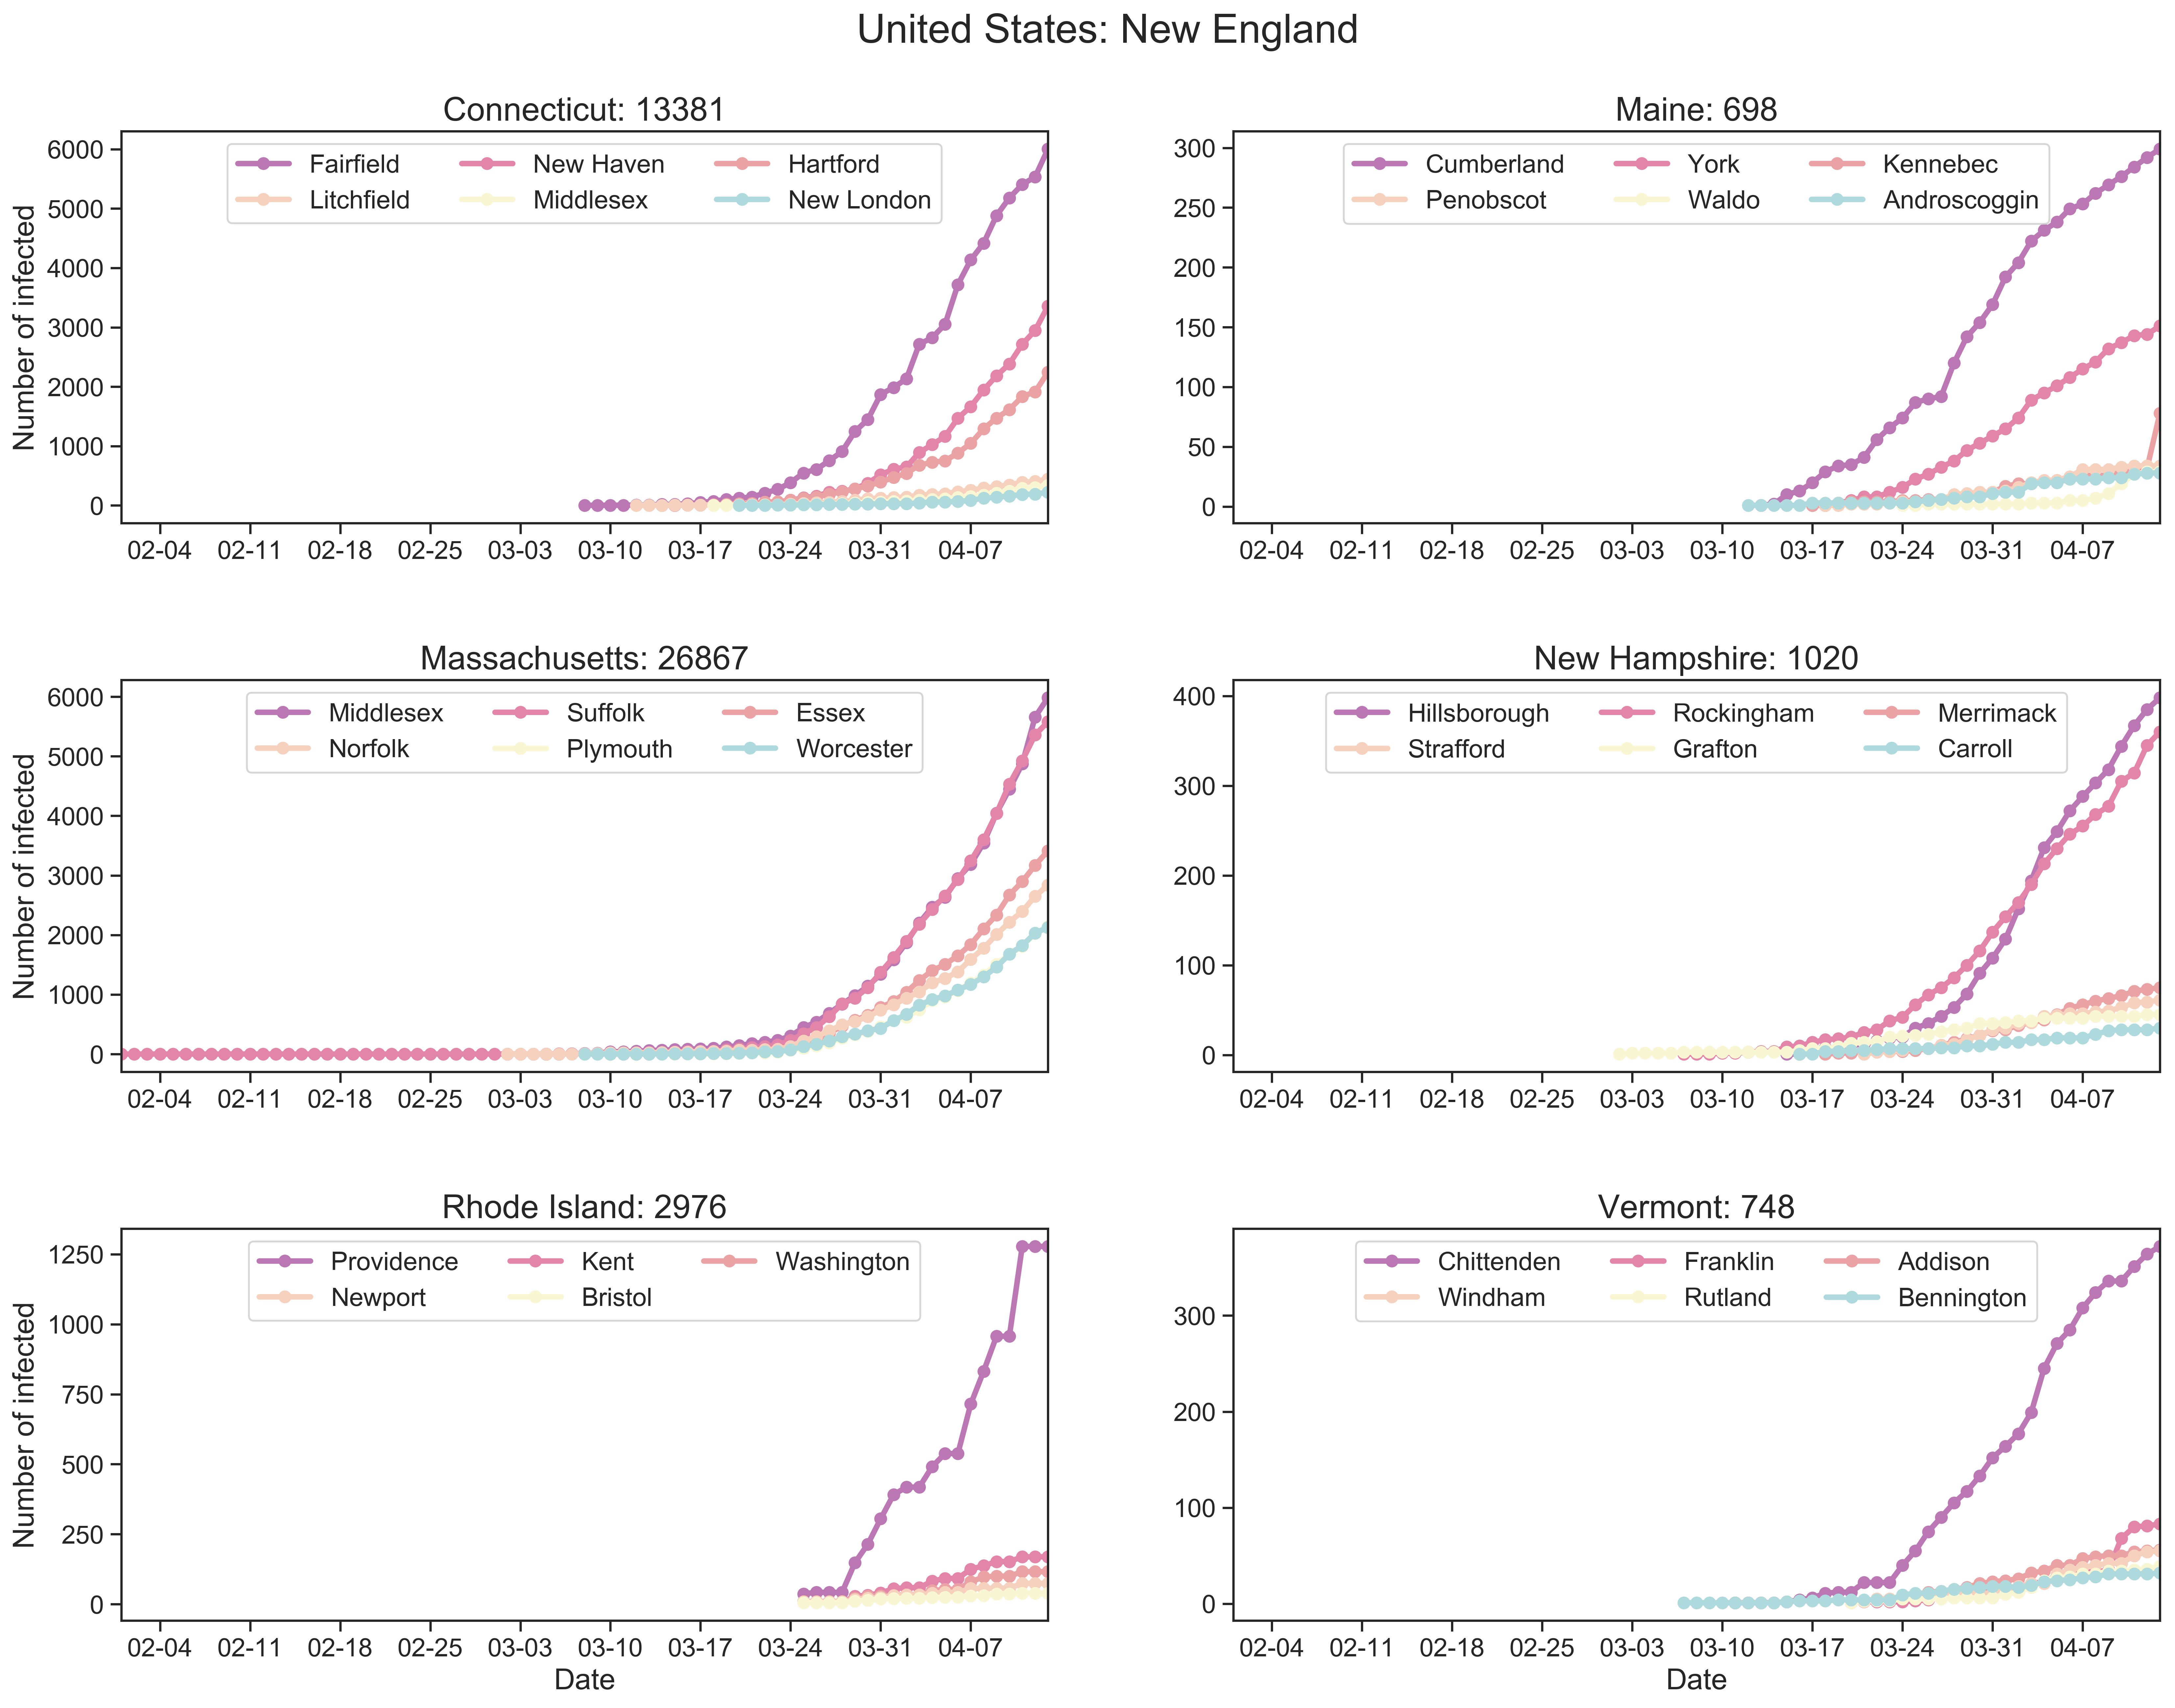 United States: New England
Connecticut: 13381
Number of infected
6000
5000
4000
3000
2000
1000
0
Fairfield New Haven Hartford
Litchfield Middlesex New London
02-04 02-11 02-18 02-25 03-03 03-10 03-17 03-24 03-31 04-07
Maine: 698
300
250
200
150
100
50
0
Cumberland York Kennebec
Penobscot Waldo Androscoggin
02-04 02-11 02-18 02-25 03-03 03-10 03-17 03-24 03-31 04-07
Massachusetts: 26867
Number of infected
6000
5000
4000
3000
2000
1000
0
Middlesex Suffolk Essex
Norfolk Plymouth Worcester
02-04 02-11 02-18 02-25 03-03 03-10 03-17 03-24 03-31 04-07
New Hampshire: 1020
400
300
200
100
0
Hillsborough Rockingham Merrimack
Strafford Grafton Carroll
02-04 02-11 02-18 02-25 03-03 03-10 03-17 03-24 03-31 04-07
Rhode Island: 2976
Number of infected
1250
1000
750
500
250
0
Providence Kent Washington
Newport Bristol
02-04 02-11 02-18 02-25 03-03 03-10 03-17 03-24 03-31 04-07
Date
Vermont: 748
300
200
100
0
Chittenden Franklin Addison
Windham Rutland Bennington
02-04 02-11 02-18 02-25 03-03 03-10 03-17 03-24 03-31 04-07
Date